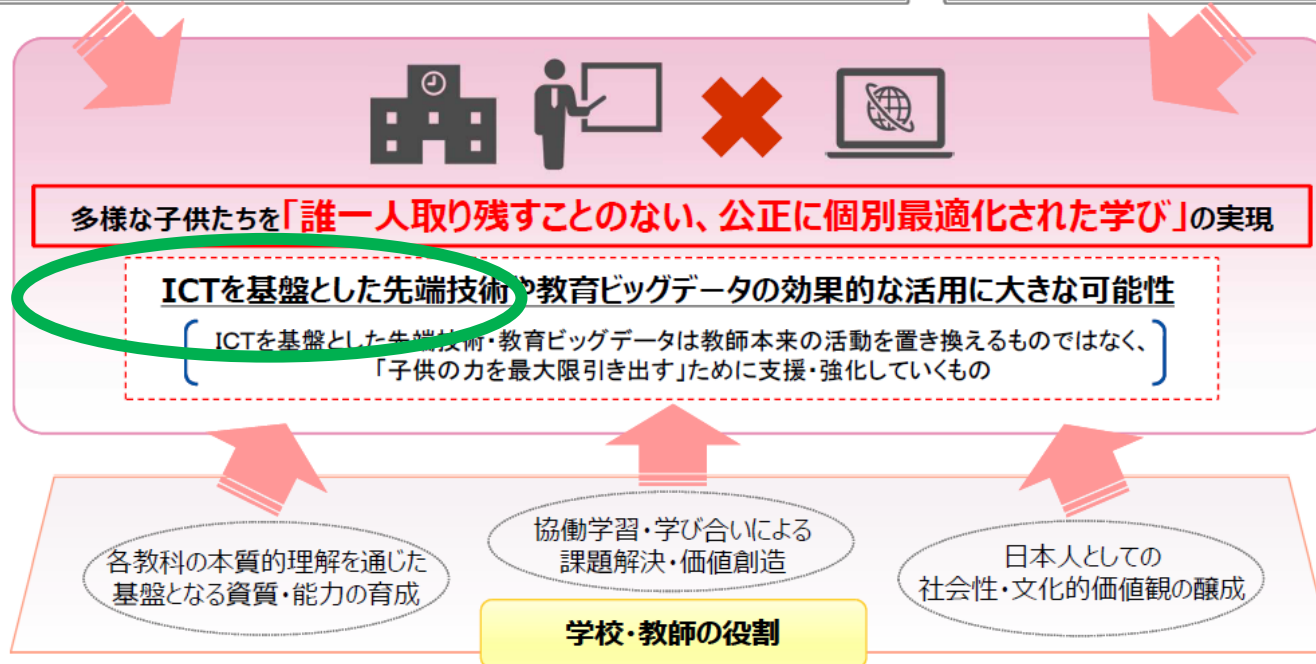 多様な子供たちを「誰一人取り残すことのない、公正に個別最適化された学び」の実現
ICTを基盤とした先端技術や教育ビッグデータの効果的な活用に大きな可能性
ICTを基盤とした先端技術・教育ビッグデータは教師本来の活動を置き換えるものではなく、
「子供の力を最大限引き出す」ために支援・強化していくもの
各教科の本質的理解を通じた
基盤となる資質・能力の育成
協働学習・学び合いによる
課題解決・価値創造
日本人としての
社会性・文化的価値観の醸成
学校・教師の役割